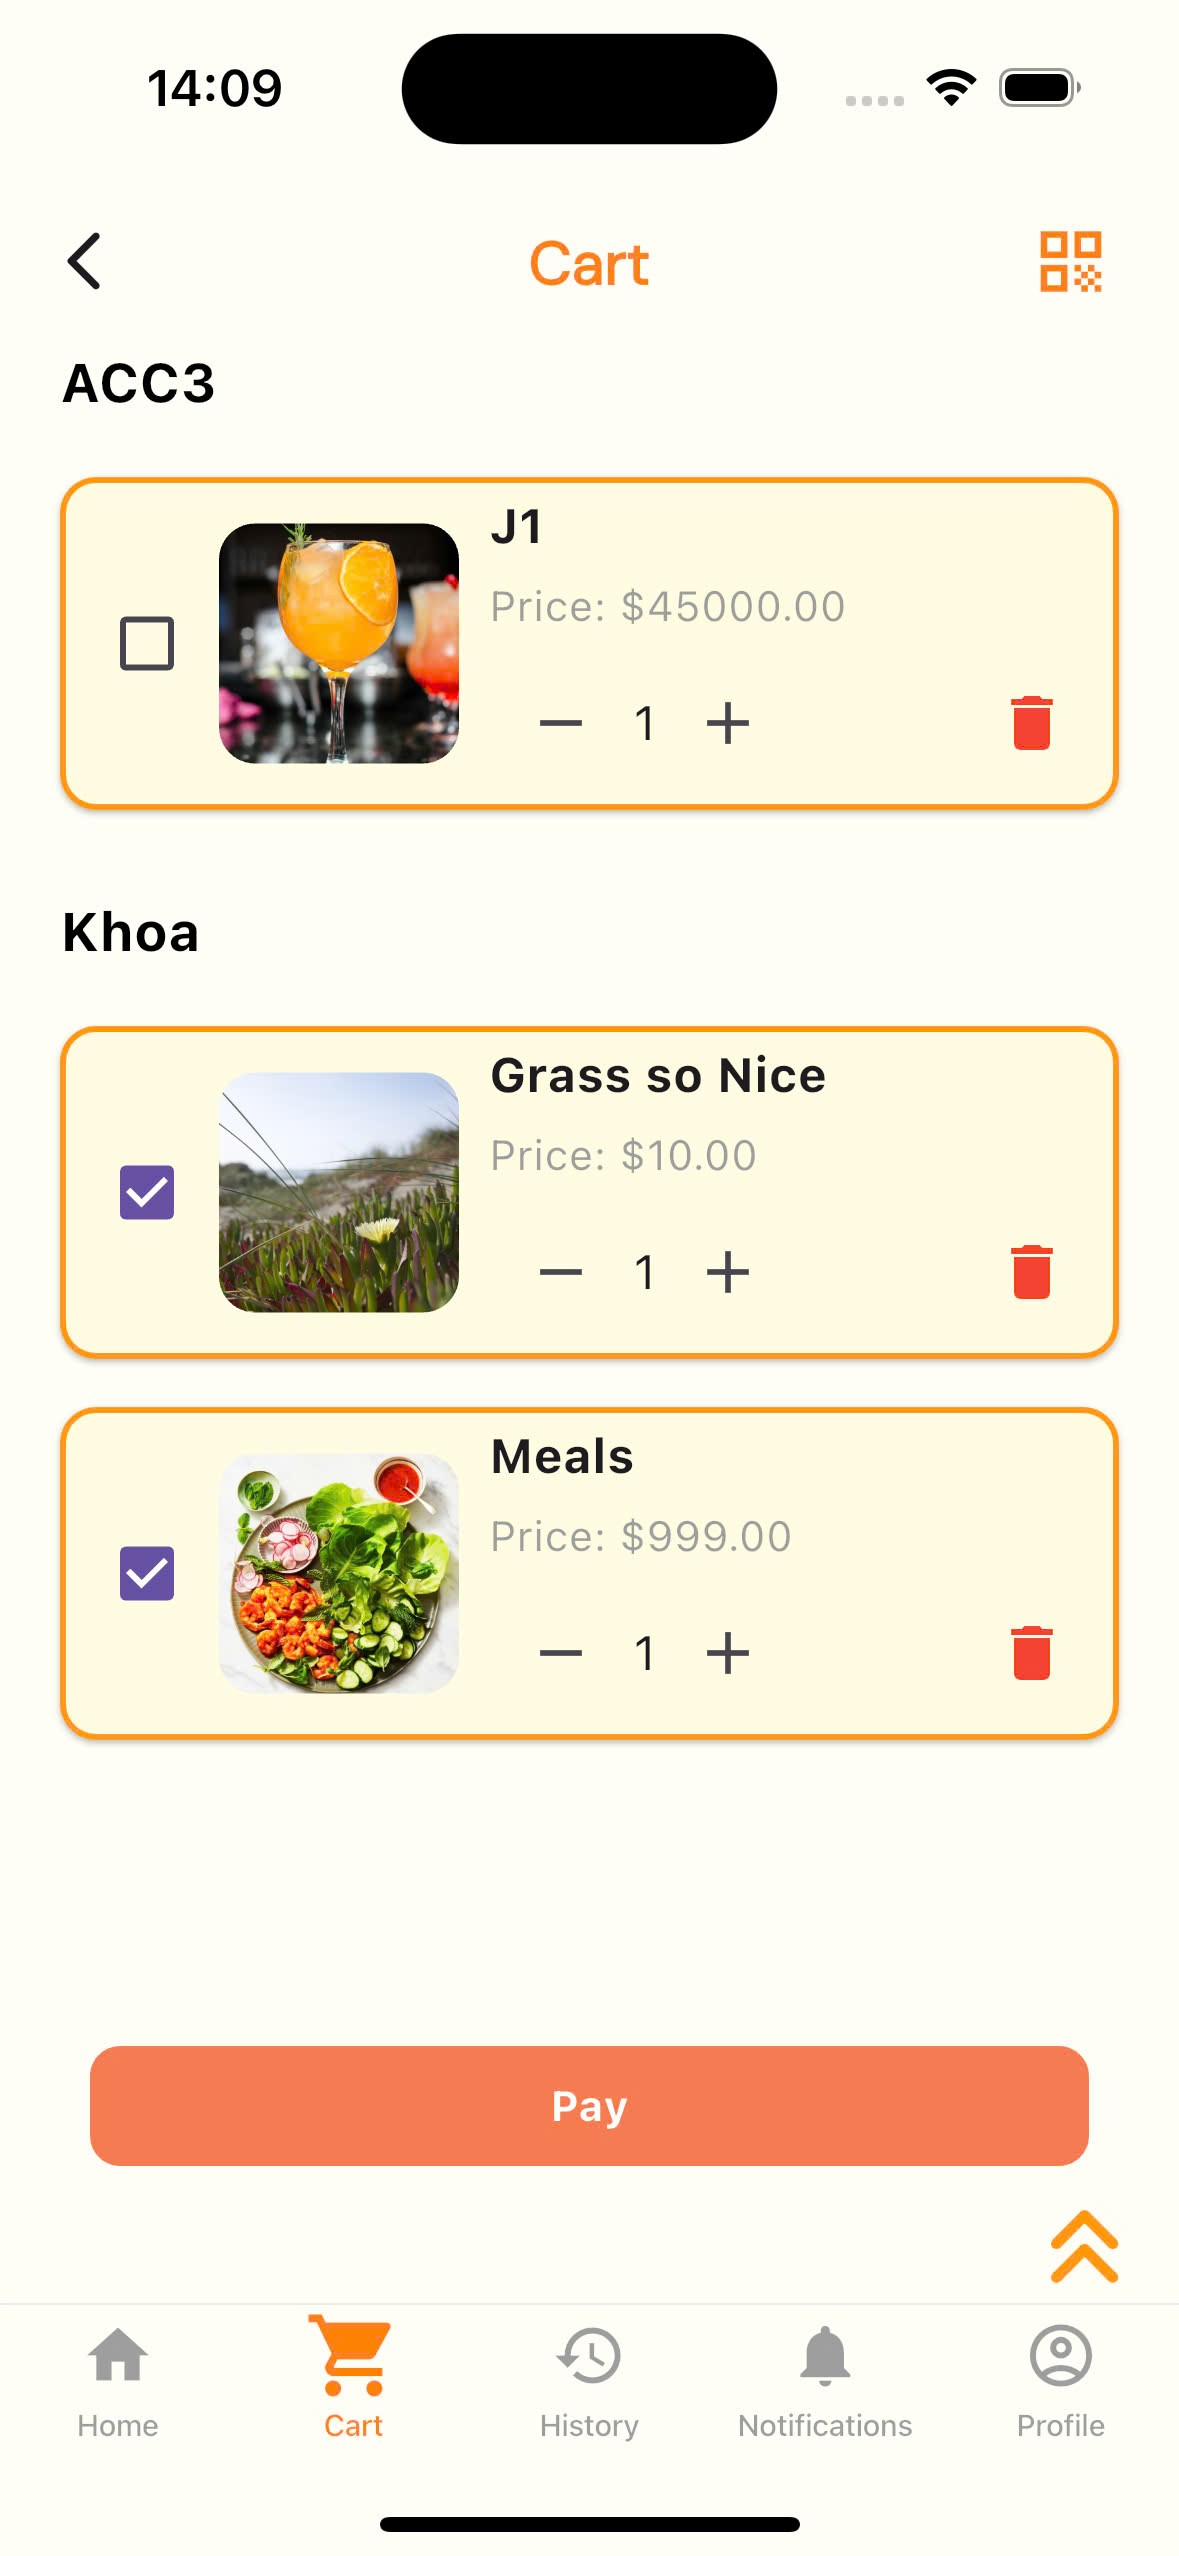 14:09
Cart
ACC3
J1
Price: $45000.00
1
Khoa
Grass so Nice
Price: $10.00
1
Meals
Price: $999.00
1
Pay
Home Cart History Notifications Profile